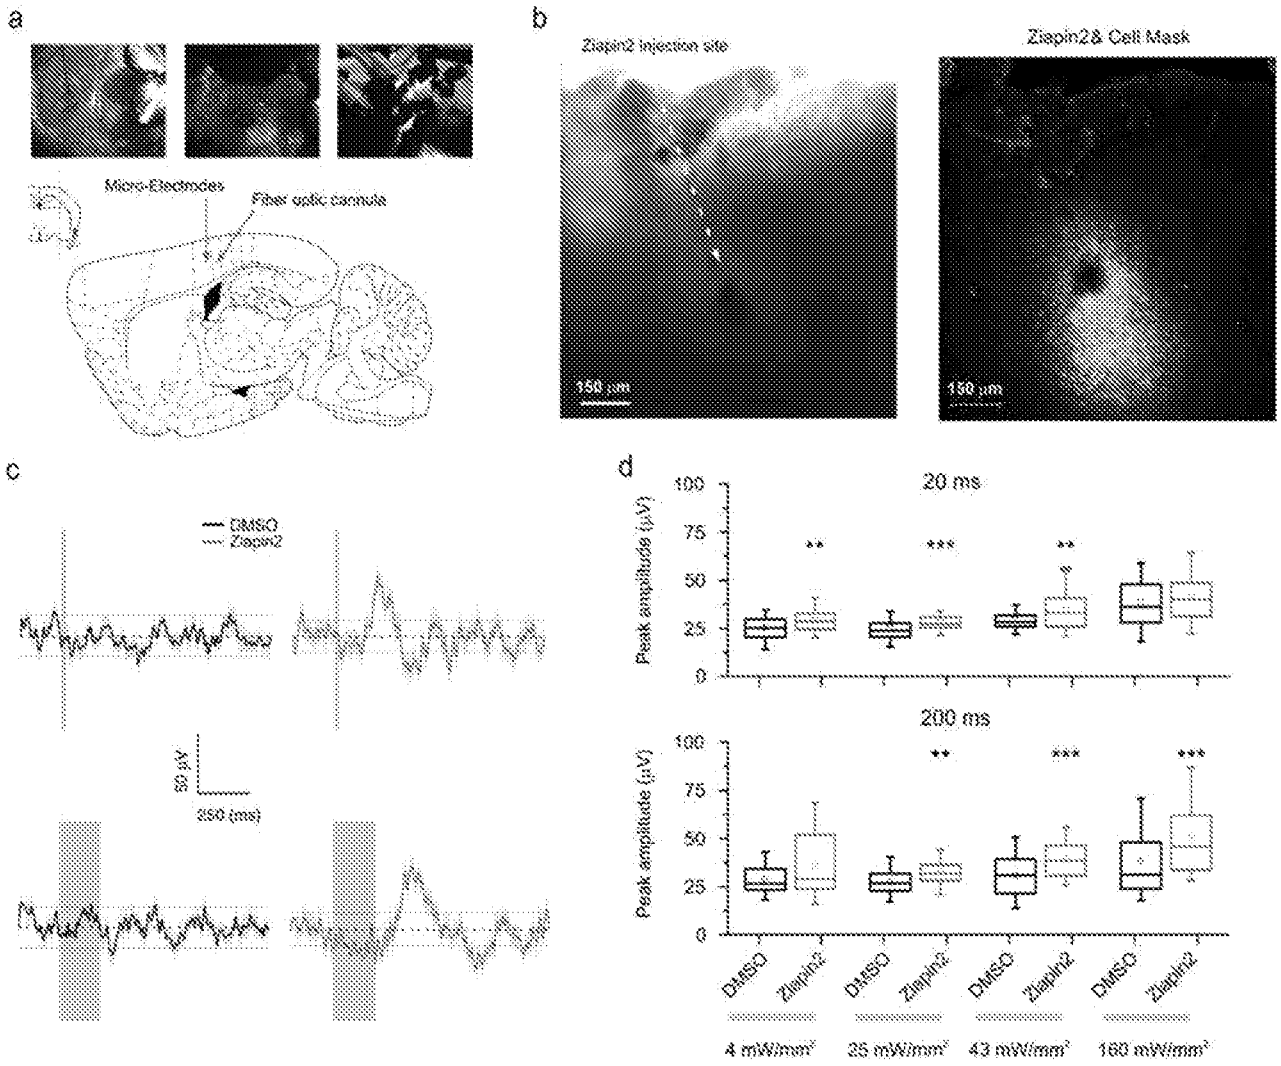 a
Micro-Electrodes
Fiber optic cannula
b
Ziapin2 Injection site
Ziapin2& Cell Mask
150 μm
150 μm
c
DMSO
Ziapin2
50 μV
250 (ms)
d
20 ms
Peak amplitude (μV)
100
75
50
25
0
** *** **
200 ms
Peak amplitude (μV)
100
75
50
25
0
** *** ***
DMSO Ziapin2 DMSO Ziapin2 DMSO Ziapin2 DMSO Ziapin2
4 mW/mm² 25 mW/mm² 43 mW/mm² 160 mW/mm²